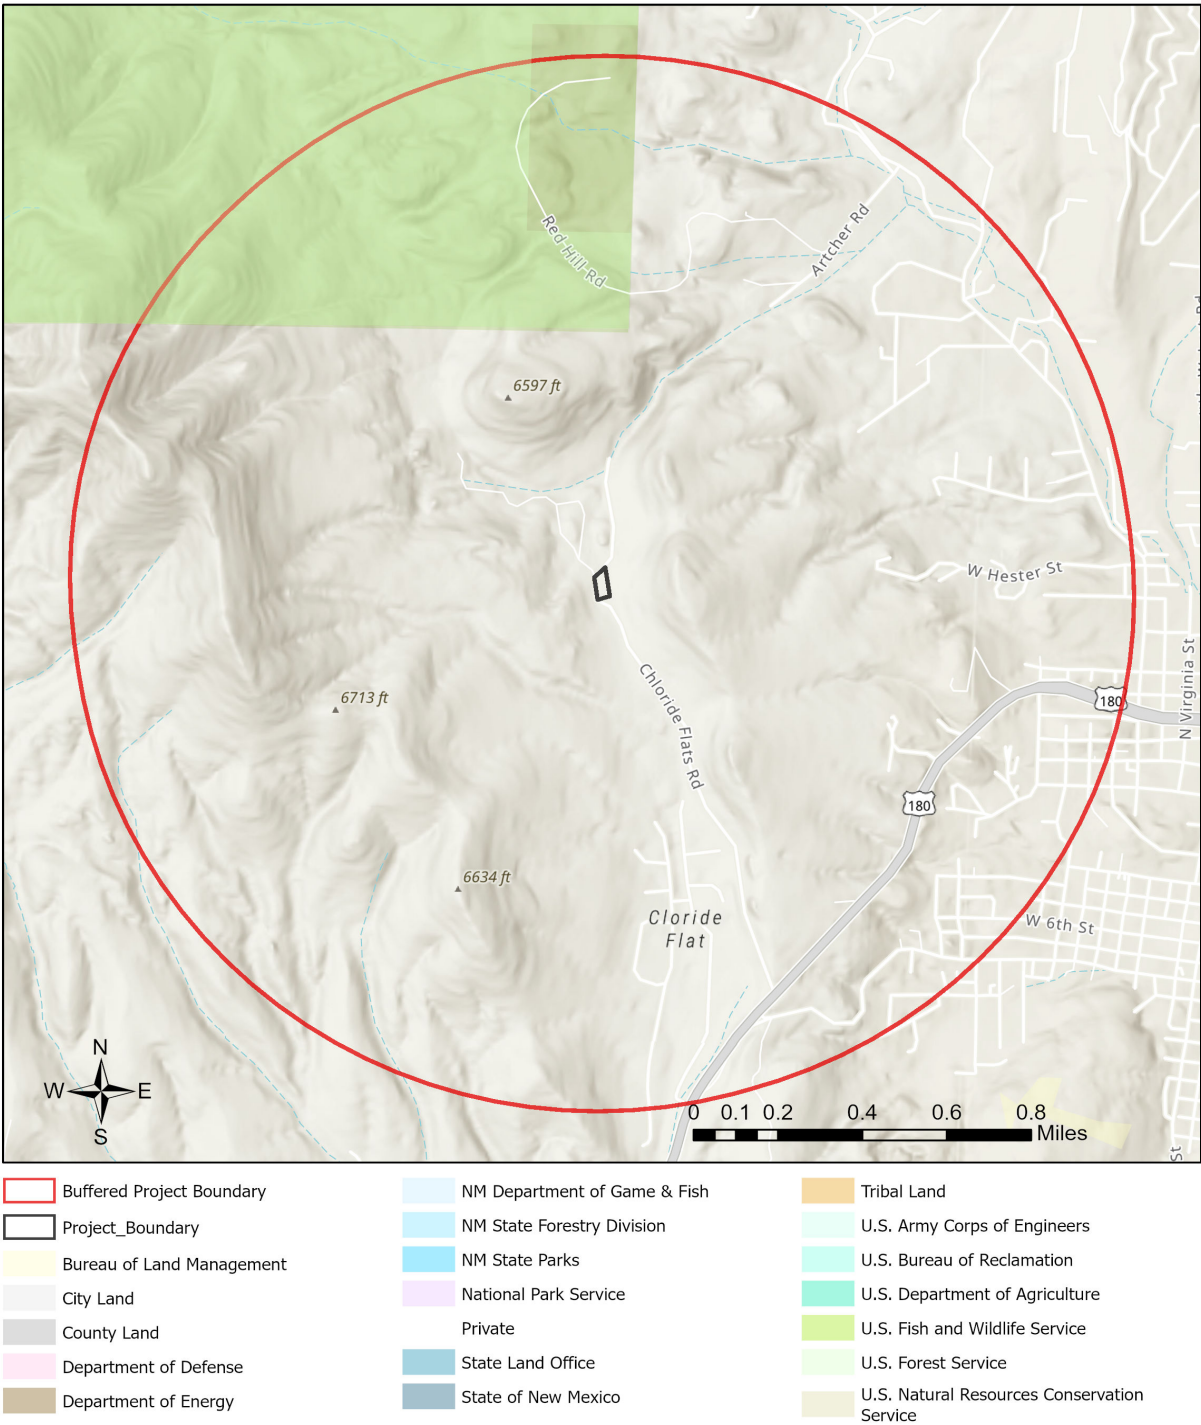 Red Hill Rd
Artcher Rd
6597 ft
W Hester St
N Virginia St
6713 ft
Chloride Flats Rd
180
180
6634 ft
Cloride
Flat
W 6th St
N
W E
S
0 0.1 0.2 0.4 0.6 0.8
Miles
St
Buffered Project Boundary
Project_Boundary
Bureau of Land Management
City Land
County Land
Department of Defense
Department of Energy
NM Department of Game & Fish
NM State Forestry Division
NM State Parks
National Park Service
Private
State Land Office
State of New Mexico
Tribal Land
U.S. Army Corps of Engineers
U.S. Bureau of Reclamation
U.S. Department of Agriculture
U.S. Fish and Wildlife Service
U.S. Forest Service
U.S. Natural Resources Conservation
Service